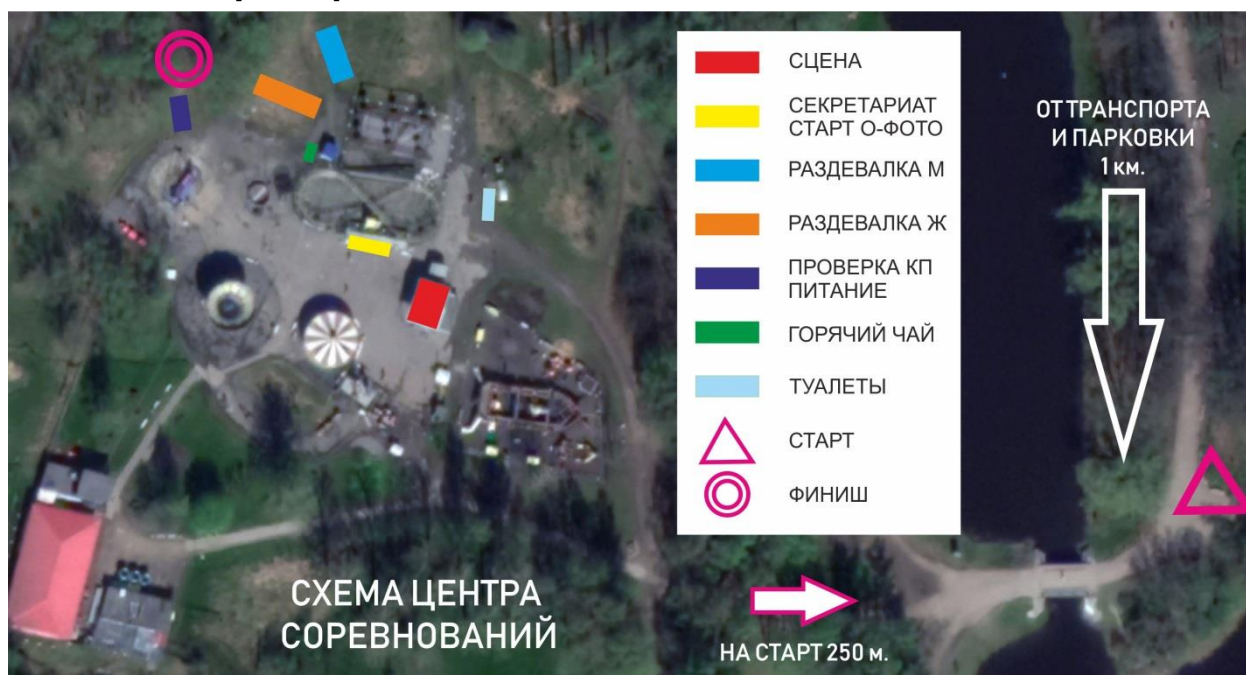 СЦЕНА
СЕКРЕТАРИАТ
СТАРТ О-ФОТО
РАЗДЕВАЛКА М
РАЗДЕВАЛКА Ж
ПРОВЕРКА КП
ПИТАНИЕ
ГОРЯЧИЙ ЧАЙ
ТУАЛЕТЫ
СТАРТ
ФИНИШ
ОТ ТРАНСПОРТА
И ПАРКОВКИ
1 км.
СХЕМА ЦЕНТРА
СОРЕВНОВАНИЙ
НА СТАРТ 250 м.